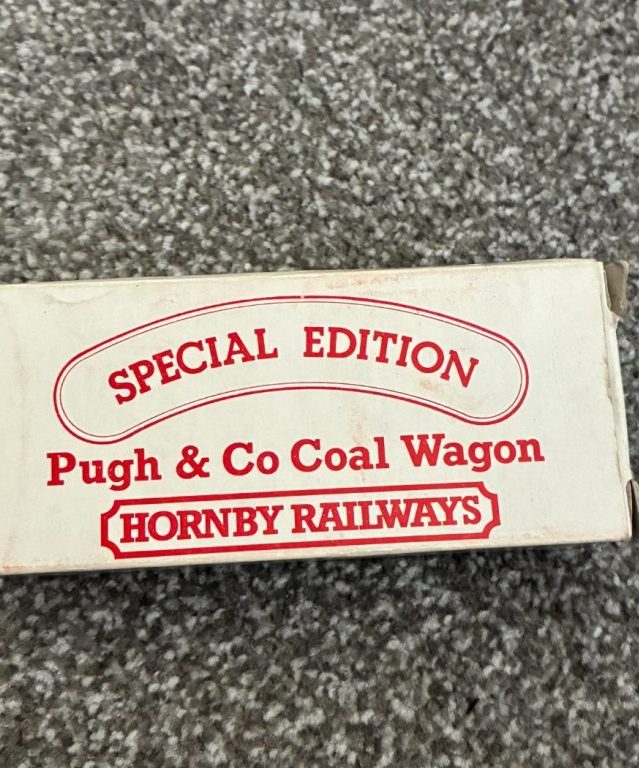 SPECIAL EDITION
Pugh & Co Coal Wagon
HORNBY RAILWAYS